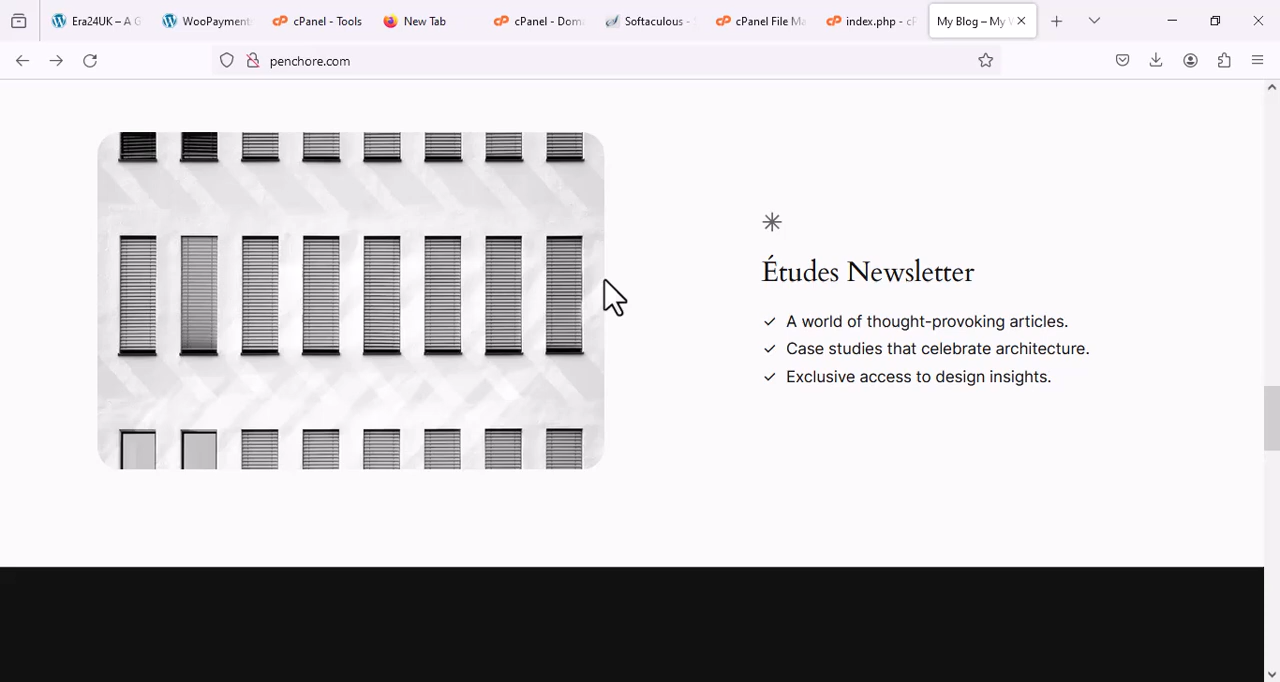 Era24UK – A G
WooPayment
cPanel - Tools
New Tab
cPanel - Dom
Softaculous -
cPanel File Ma
index.php - cP
My Blog – My W
penchore.com
Études Newsletter
A world of thought-provoking articles.
Case studies that celebrate architecture.
Exclusive access to design insights.